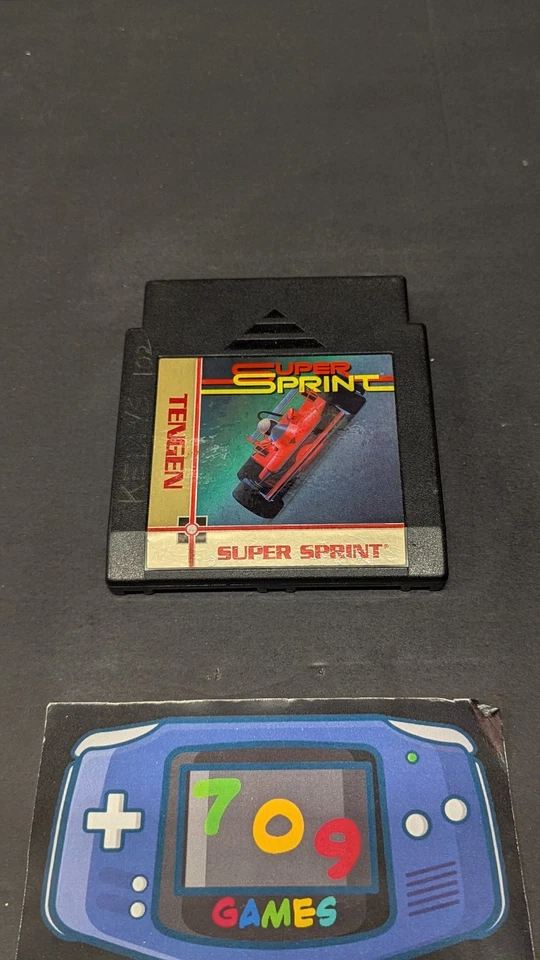 SUPER
SPRINT
TENGEN
SUPER SPRINT®
709
GAMES